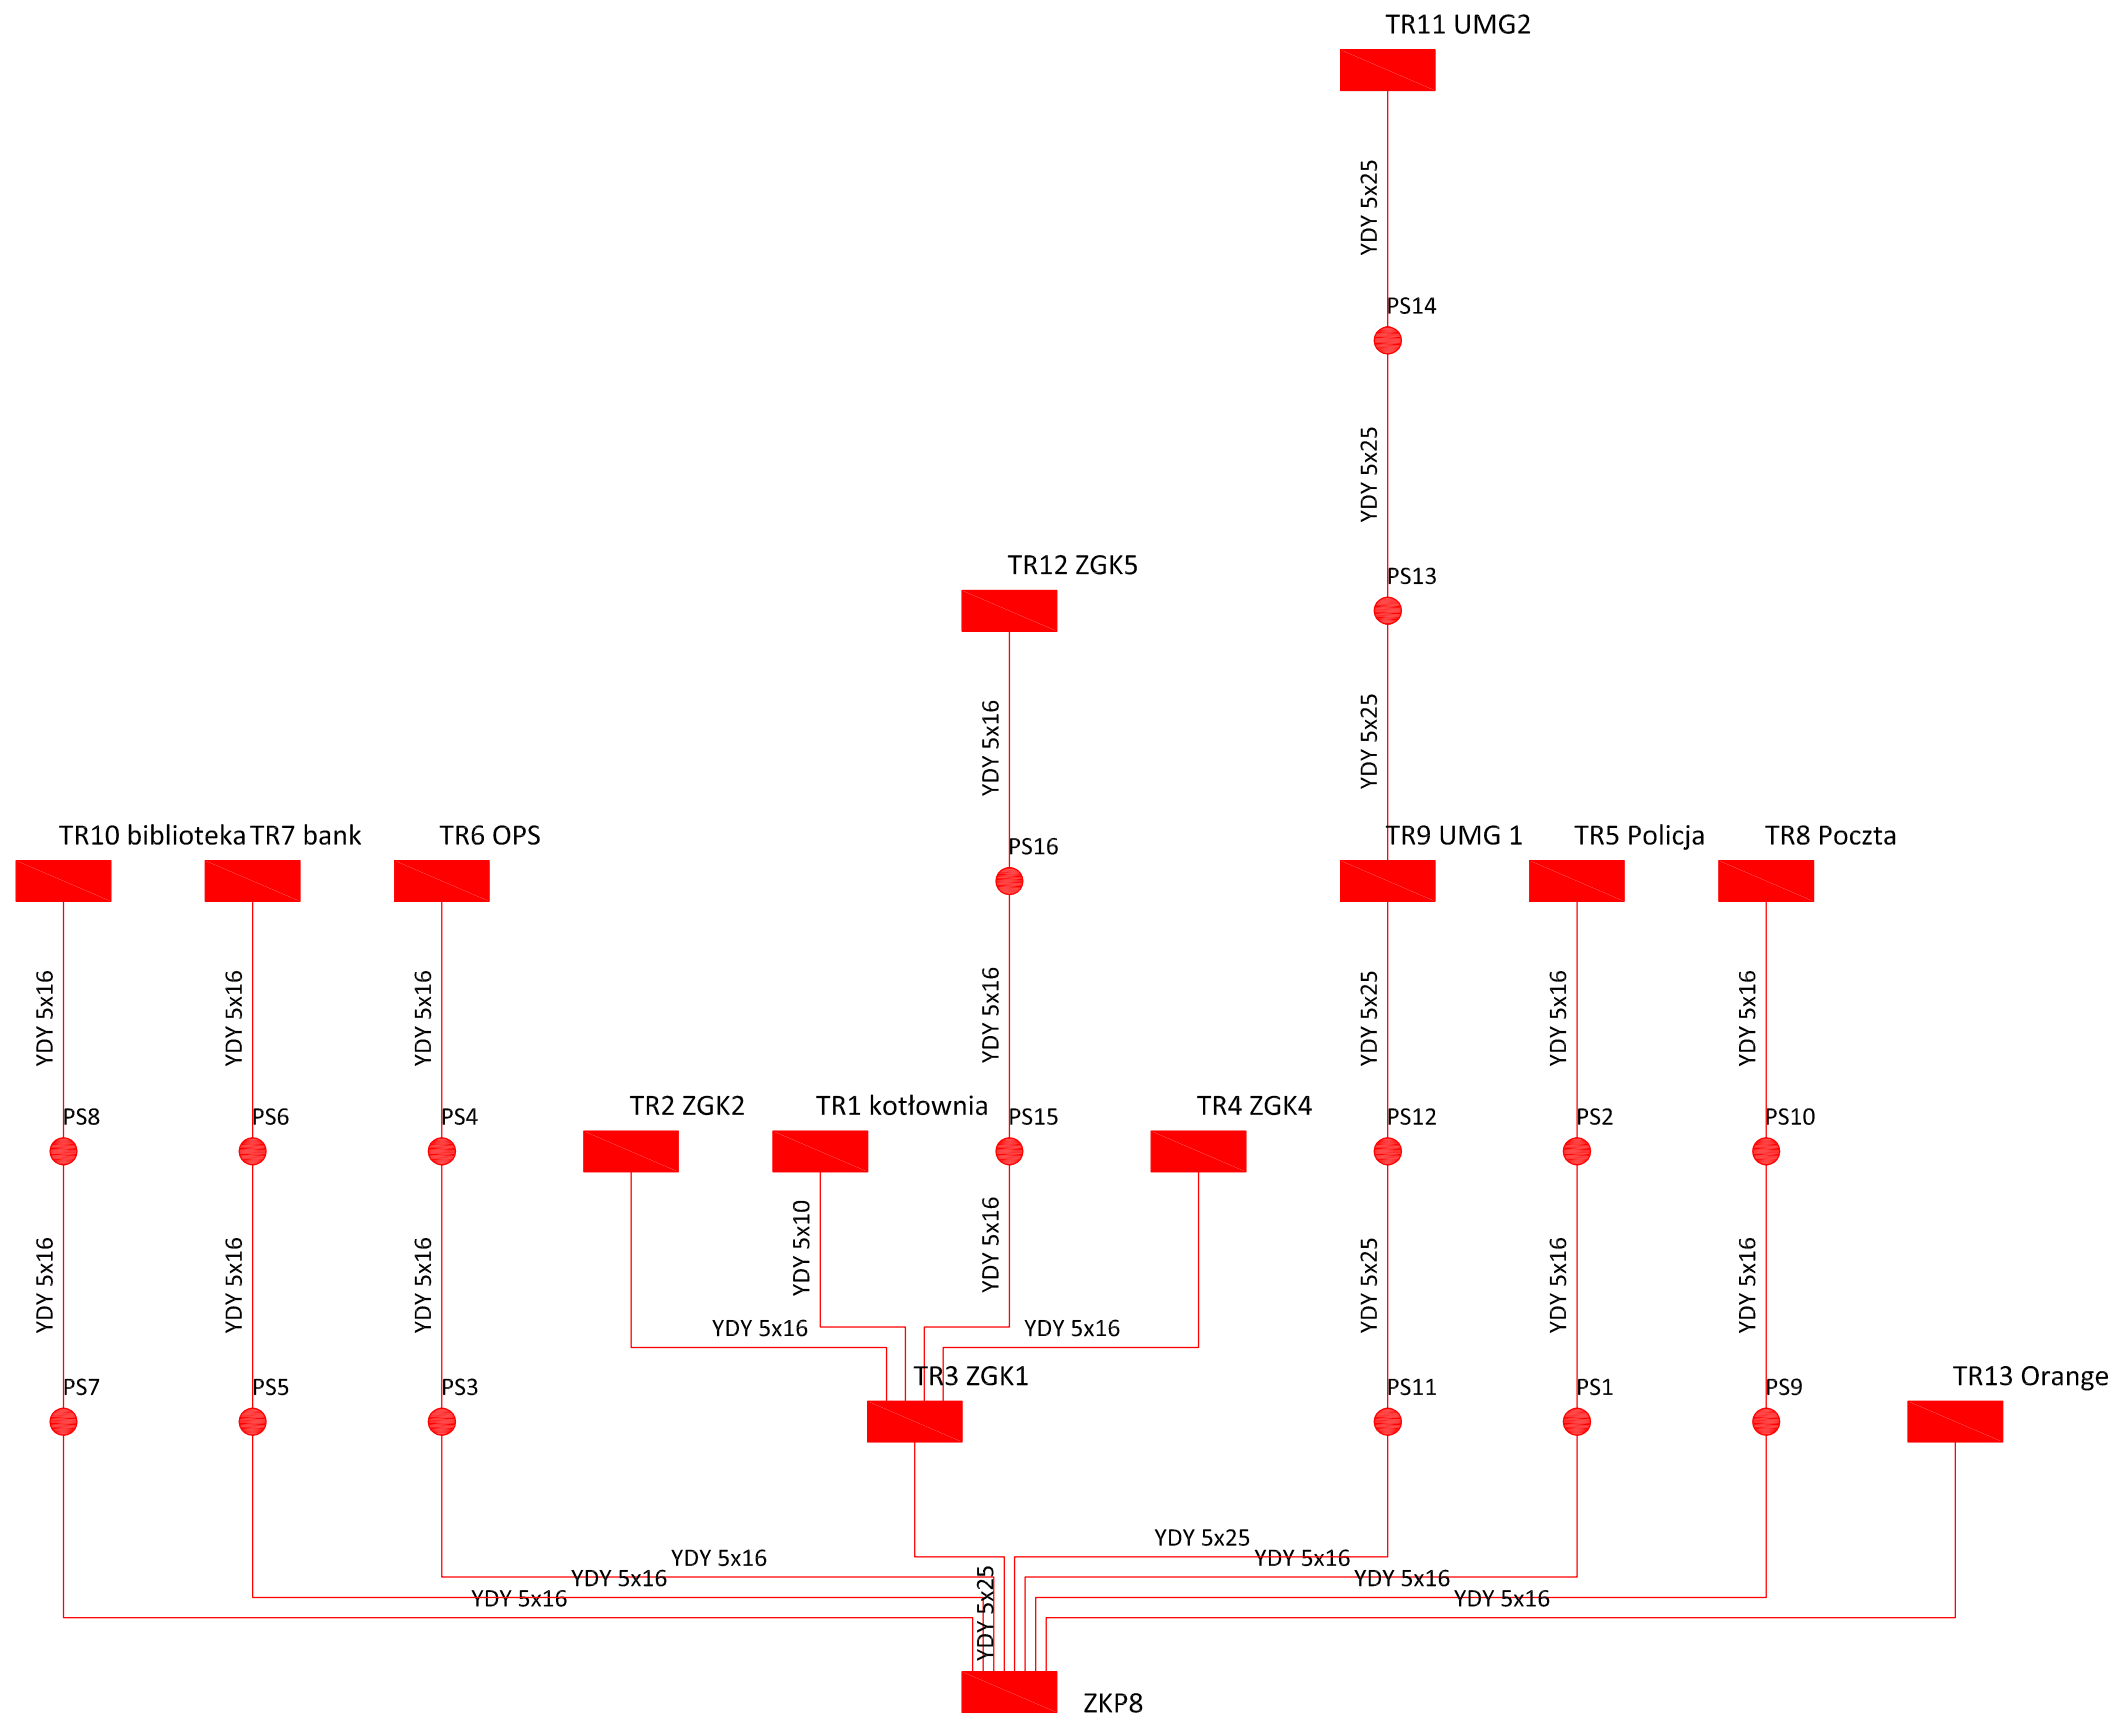 TR11 UMG2
YDY 5x25
PS14
YDY 5x25
TR12 ZGK5
PS13
YDY 5x16
YDY 5x25
TR10 biblioteka
TR7 bank
TR6 OPS
PS16
TR9 UMG 1
TR5 Policja
TR8 Poczta
YDY 5x16
YDY 5x16
YDY 5x16
YDY 5x16
YDY 5x25
YDY 5x16
YDY 5x16
PS8
PS6
PS4
TR2 ZGK2
TR1 kotłownia
PS15
TR4 ZGK4
PS12
PS2
PS10
YDY 5x16
YDY 5x16
YDY 5x16
YDY 5x10
YDY 5x16
YDY 5x25
YDY 5x16
YDY 5x16
YDY 5x16
YDY 5x16
PS7
PS5
PS3
TR3 ZGK1
PS11
PS1
PS9
TR13 Orange
YDY 5x25
YDY 5x16
YDY 5x16
YDY 5x16
YDY 5x16
YDY 5x16
YDY 5x25
YDY 5x16
ZKP8